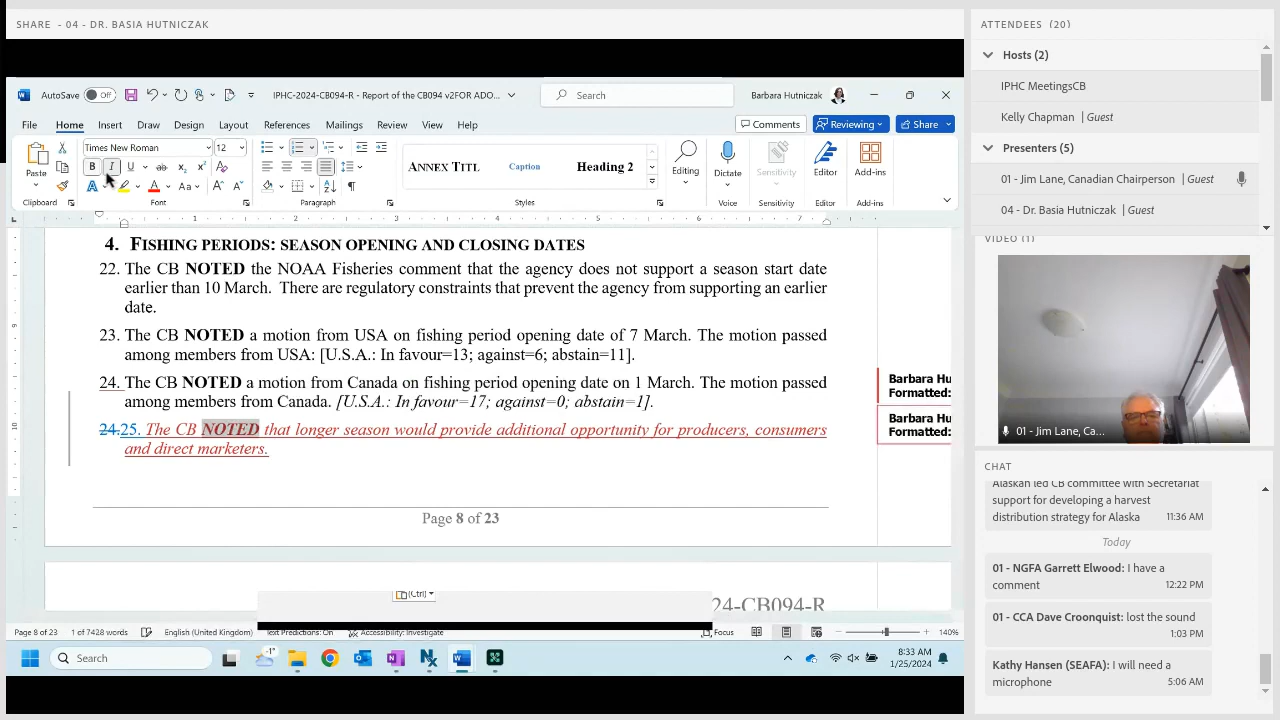 SHARE - 04 - DR. BASIA HUTNICZAK
AutoSave Off
IPHC-2024-CB094-R - Report of the CB094 v2FOR ADO...
Search
Barbara Hutniczak
File Home Insert Draw Design Layout References Mailings Review View Help
Comments Reviewing Share
Paste
Clipboard
Times New Roman 12
Font
Paragraph
ANNEX TITL Caption Heading 2
Styles
Editing
Dictate
Voice
Sensitivity
Sensitivity
Editor
Editor
Add-ins
Add-ins
1 2 3 4 5 6 7
4. FISHING PERIODS: SEASON OPENING AND CLOSING DATES
22. The CB NOTED the NOAA Fisheries comment that the agency does not support a season start date
earlier than 10 March. There are regulatory constraints that prevent the agency from supporting an earlier
date.
23. The CB NOTED a motion from USA on fishing period opening date of 7 March. The motion passed
among members from USA: [U.S.A.: In favour=13; against=6; abstain=11].
24. The CB NOTED a motion from Canada on fishing period opening date on 1 March. The motion passed
among members from Canada. [U.S.A.: In favour=17; against=0; abstain=1].
24.25. The CB NOTED that longer season would provide additional opportunity for producers, consumers
and direct marketers.
Barbara Hu
Formatted:
Barbara Hu
Formatted:
Page 8 of 23
(Ctrl)
24-CB094-R
Page 8 of 23 1 of 7428 words English (United Kingdom) Text Predictions: On Accessibility: Investigate Focus 140%
Search
-1°
8:33 AM
1/25/2024
ATTENDEES (20)
Hosts (2)
IPHC MeetingsCB
Kelly Chapman | Guest
Presenters (5)
01 - Jim Lane, Canadian Chairperson | Guest
04 - Dr. Basia Hutniczak | Guest
VIDEO (1)
01 - Jim Lane, Ca...
CHAT
Alaskan led CB committee with Secretariat
support for developing a harvest
distribution strategy for Alaska 11:36 AM
Today
01 - NGFA Garrett Elwood: I have a
comment 12:22 PM
01 - CCA Dave Croonquist: lost the sound
1:03 PM
Kathy Hansen (SEAFA): I will need
microphone 5:06 AM